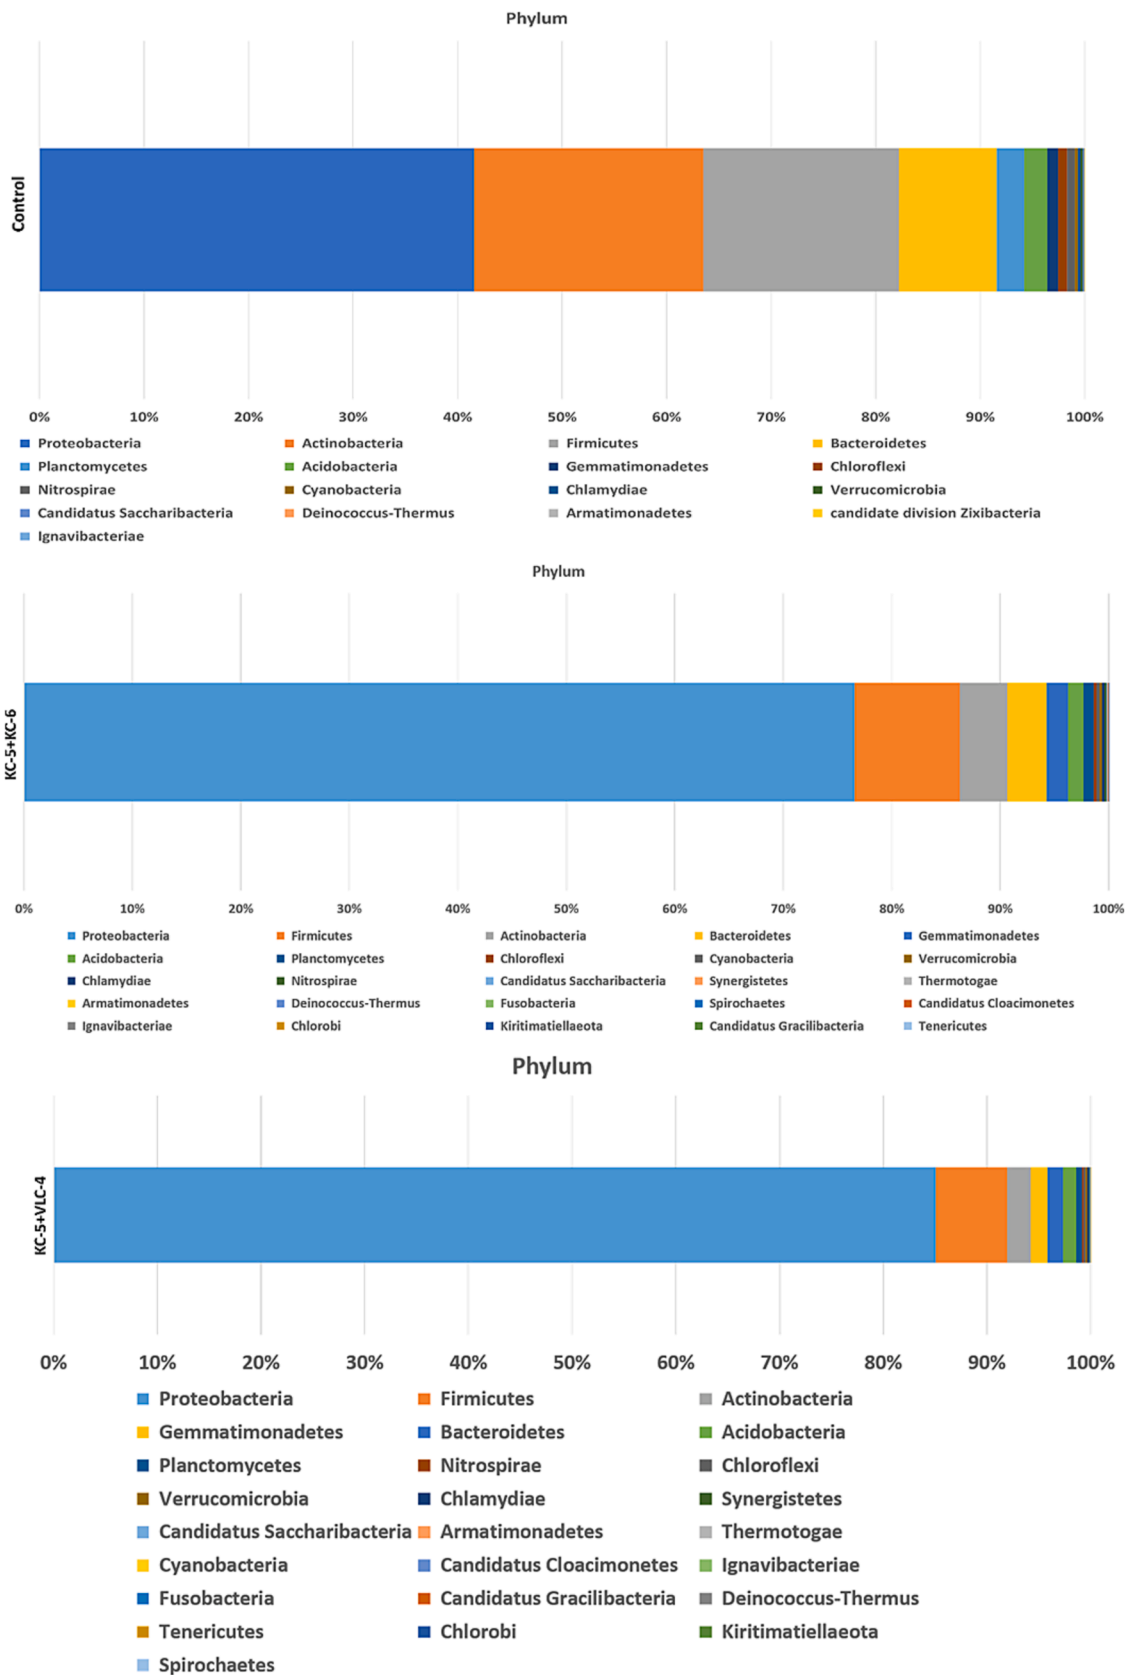 Phylum
Control
0% 10% 20% 30% 40% 50% 60% 70% 80% 90% 100%
Proteobacteria Actinobacteria Firmicutes Bacteroidetes
Planctomycetes Acidobacteria Gemmatimonadetes Chloroflexi
Nitrospirae Cyanobacteria Chlamydiae Verrucomicrobia
Candidatus Saccharibacteria Deinococcus-Thermus Armatimonadetes candidate division Zixibacteria
Ignavibacteriae
Phylum
KC-5+KC-6
0% 10% 20% 30% 40% 50% 60% 70% 80% 90% 100%
Proteobacteria Firmicutes Actinobacteria Bacteroidetes Gemmatimonadetes
Acidobacteria Planctomycetes Chloroflexi Cyanobacteria Verrucomicrobia
Chlamydiae Nitrospirae Candidatus Saccharibacteria Synergistetes Thermotogae
Armatimonadetes Deinococcus-Thermus Fusobacteria Spirochaetes Candidatus Cloacimonetes
Ignavibacteriae Chlorobi Kiritimatiellaeota Candidatus Gracilibacteria Tenericutes
Phylum
KC-5+VLC-4
0% 10% 20% 30% 40% 50% 60% 70% 80% 90% 100%
Proteobacteria Firmicutes Actinobacteria
Gemmatimonadetes Bacteroidetes Acidobacteria
Planctomycetes Nitrospirae Chloroflexi
Verrucomicrobia Chlamydiae Synergistetes
Candidatus Saccharibacteria Armatimonadetes Thermotogae
Cyanobacteria Candidatus Cloacimonetes Ignavibacteriae
Fusobacteria Candidatus Gracilibacteria Deinococcus-Thermus
Tenericutes Chlorobi Kiritimatiellaeota
Spirochaetes